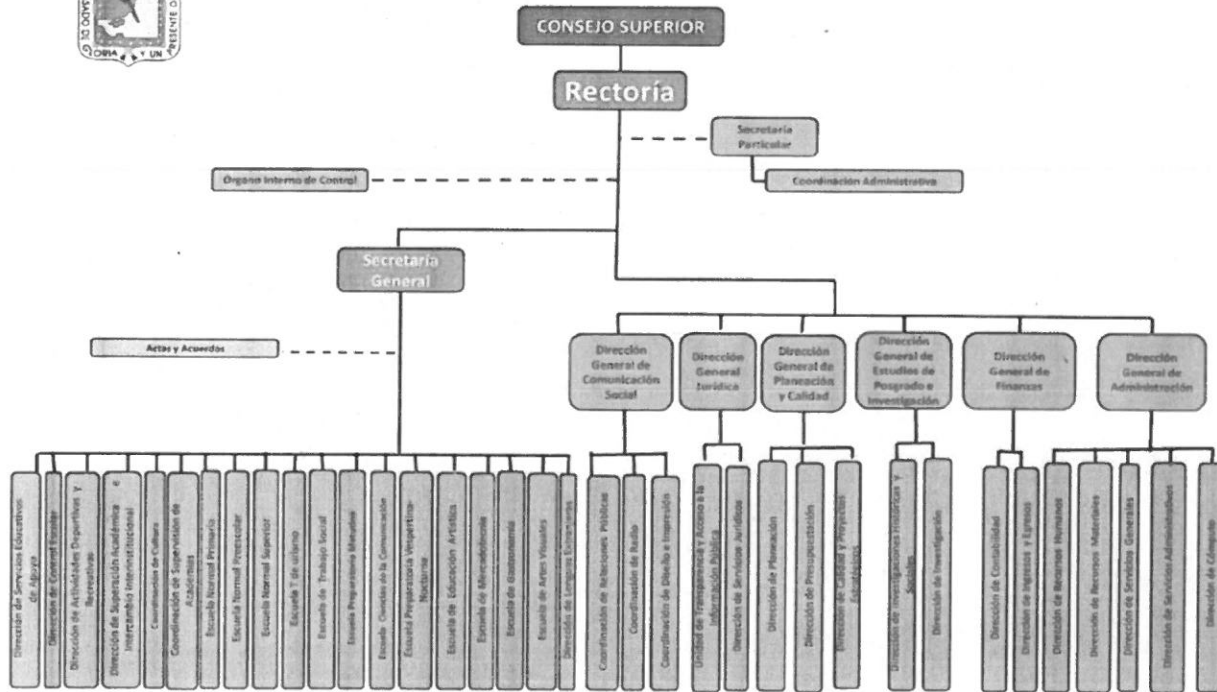 SADO DE G
ORIA Y UN
RESENTE D
CONSEJO SUPERIOR
Rectoría
Secretaría
Particular
Órgano Interno de Control
Coordinación Administrativa
Secretaría
General
Actas y Acuerdos
Dirección
General de
Comunicación
Social
Dirección
General
Jurídica
Dirección
General de
Planeación
y Calidad
Dirección
General de
Estudios de
Posgrado e
Investigación
Dirección
General de
Finanzas
Dirección
General de
Administración
Dirección de Servicios Educativos
de Apoyo
Dirección de Control Escolar
Dirección de Actividades Deportivas y
Recreativas
Dirección de Superación Académica e
Intercambio Interinstitucional
Coordinación de Cultura
Coordinación de Supervisión de
Academias
Escuela Normal Primaria
Escuela Normal Preescolar
Escuela Normal Superior
Escuela T de
Escuela de Trabajo Social
Escuela Preparatoria Matutina
Escuela Ciencias de la Comunicación
Escuela Preparatoria Vespertina-
Nocturna
Escuela de Educación Artística
Escuela de Mercadotecnia
Escuela de Gastronomía
Escuela de Artes Visuales
Dirección de Lenguas Extranjeras
Coordinación de Relaciones Públicas
Coordinación de Radio
Coordinación de Diseño e Impresión
Unidad de Transparencia y Acceso a la
Información Pública
Dirección de Servicios Jurídicos
Dirección de Planeación
Dirección de Presupuestación
Dirección de Calidad y Proyectos
Estratégicos
Dirección de Investigaciones Históricas y
Sociales
Dirección de Investigación
Dirección de Contabilidad
Dirección de Ingresos y Egresos
Dirección de Recursos Humanos
Dirección de Recursos Materiales
Dirección de Servicios Generales
Dirección de Servicios Administrativos
Dirección de Cómputo